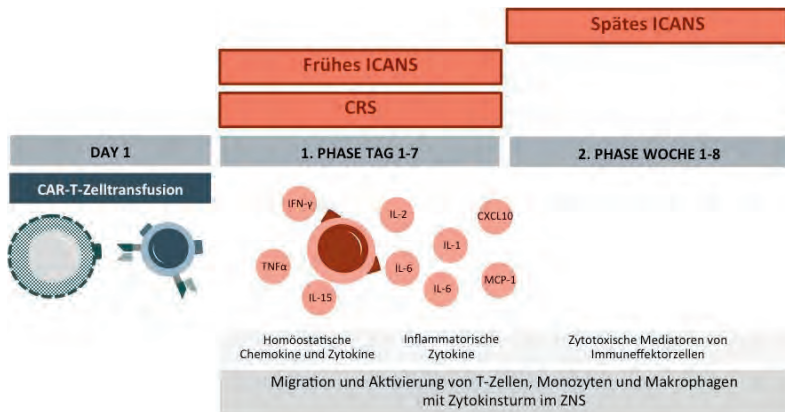 Spätes ICANS
Frühes ICANS
CRS
DAY 1
1. PHASE TAG 1-7
2. PHASE WOCHE 1-8
CAR-T-Zelltransfusion
IFN-γ
IL-2
CXCL10
IL-1
TNFα
IL-6
MCP-1
IL-15
IL-6
Homöostatische
Chemokine und Zytokine
Inflammatorische
Zytokine
Zytotoxische Mediatoren von
Immuneffektorzellen
Migration und Aktivierung von T-Zellen, Monozyten und Makrophagen
mit Zytokinsturm im ZNS